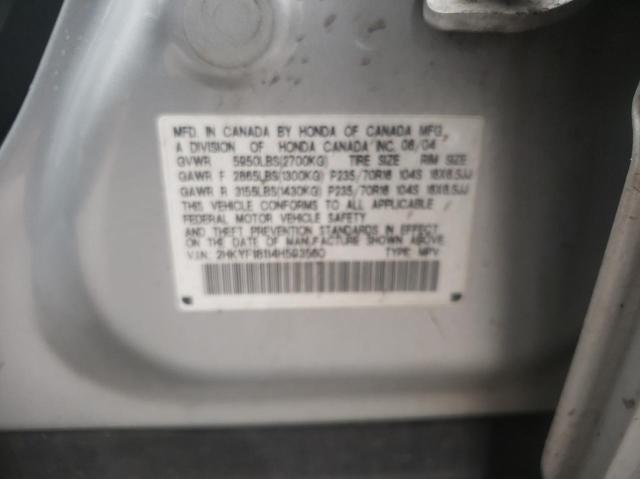 MFD. IN CANADA BY HONDA OF CANADA MFG.,
A DIVISION OF HONDA CANADA INC. 06/04
GVWR 5950LBS(2700KG) TIRE SIZE RIM SIZE
GAWR F 2865LBS(1300KG) P235/70R16 104S 16X6.5JJ
GAWR R 3155LBS(1430KG) P235/70R16 104S 16X6.5JJ
THIS VEHICLE CONFORMS TO ALL APPLICABLE
FEDERAL MOTOR VEHICLE SAFETY
AND THEFT PREVENTION STANDARDS IN EFFECT
ON THE DATE OF MANUFACTURE SHOWN ABOVE.
V.I.N.: TYPE: MPV